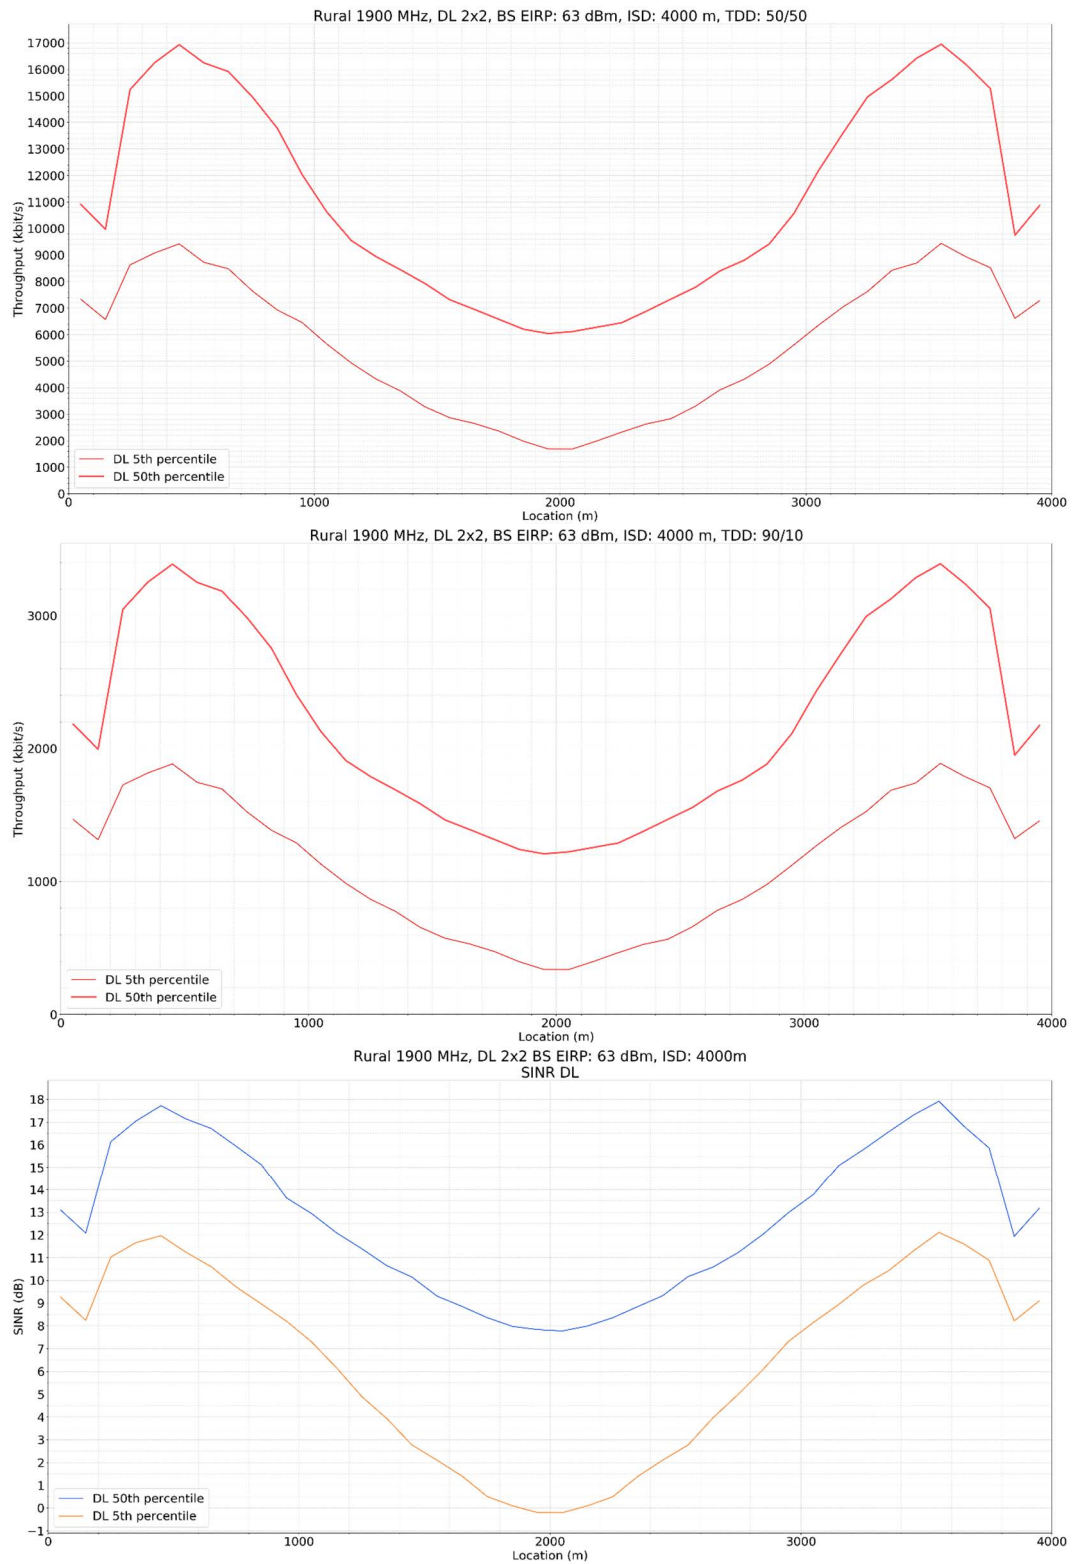 Rural 1900 MHz, DL 2x2, BS EIRP: 63 dBm, ISD: 4000 m, TDD: 50/50
17000
16000
15000
14000
13000
12000
11000
10000
9000
8000
7000
6000
5000
4000
3000
2000
1000
0
Throughput (kbit/s)
DL 5th percentile
DL 50th percentile
0 1000 2000 3000 4000
Location (m)
Rural 1900 MHz, DL 2x2, BS EIRP: 63 dBm, ISD: 4000 m, TDD: 90/10
3000
2000
1000
0
Throughput (kbit/s)
DL 5th percentile
DL 50th percentile
0 1000 2000 3000 4000
Location (m)
Rural 1900 MHz, DL 2x2 BS EIRP: 63 dBm, ISD: 4000m
SINR DL
18
17
16
15
14
13
12
11
10
9
8
7
6
5
4
3
2
1
0
−1
SINR (dB)
DL 50th percentile
DL 5th percentile
0 1000 2000 3000 4000
Location (m)